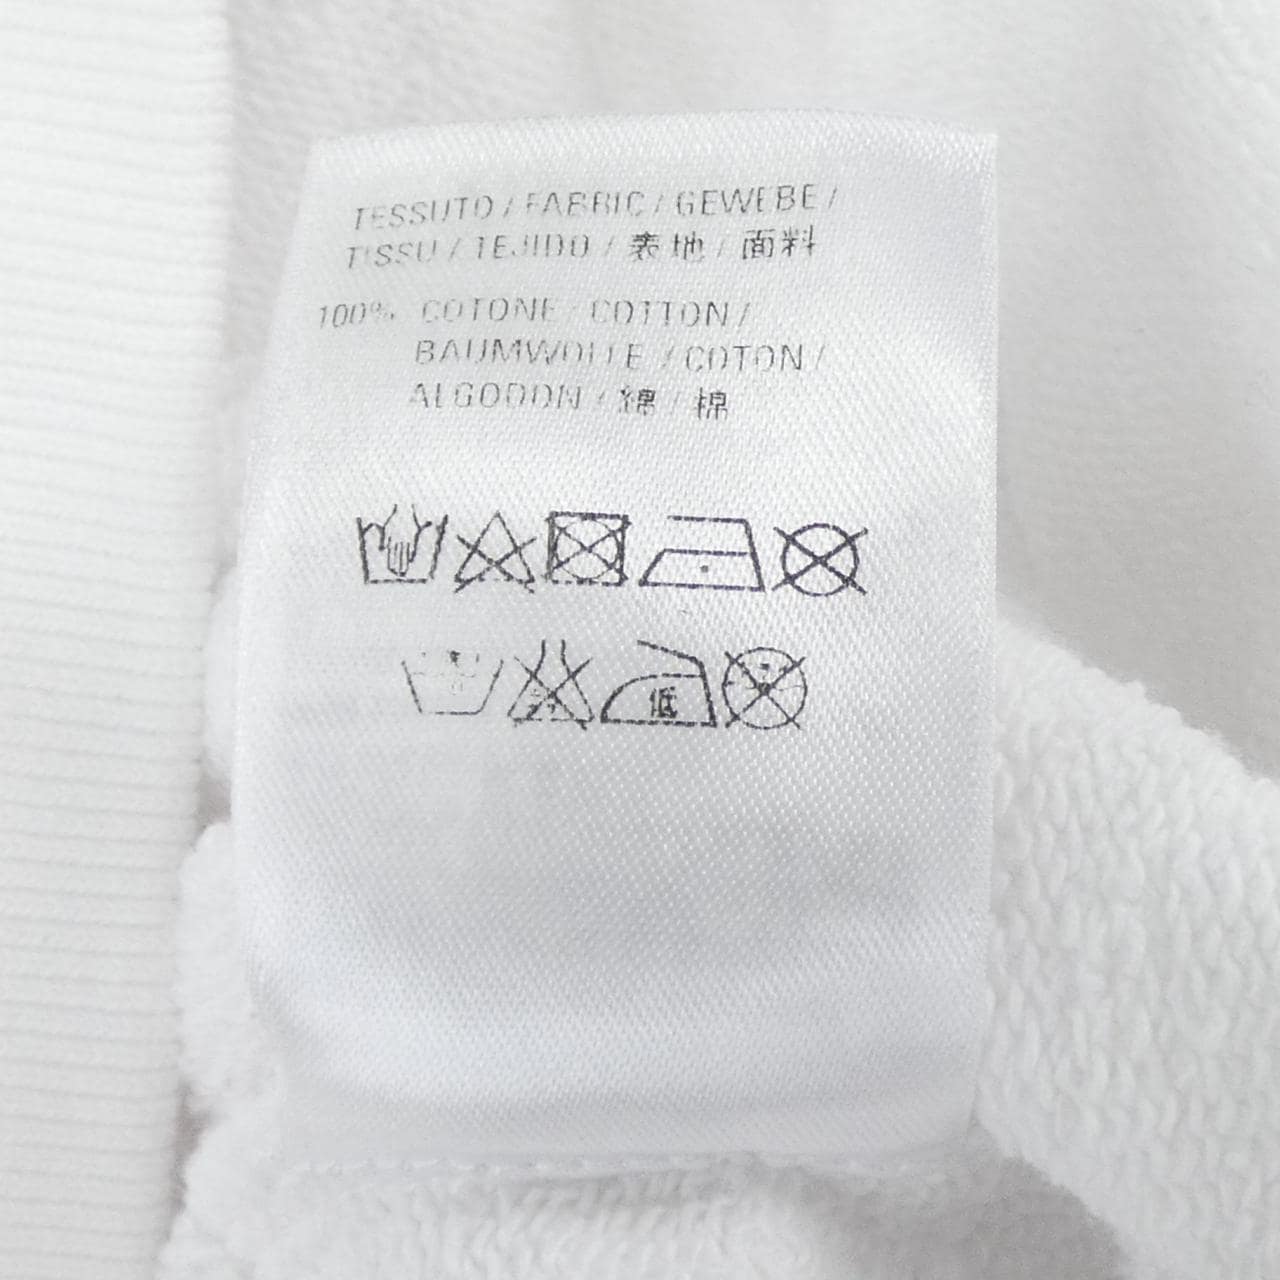 TESSUTO / FABRIC / GEWEBE /
TISSU / TEJIDO / 表地 / 面料
100% COTONE / COTTON /
BAUMWOLLE / COTON /
ALGODON / 綿 / 棉
低